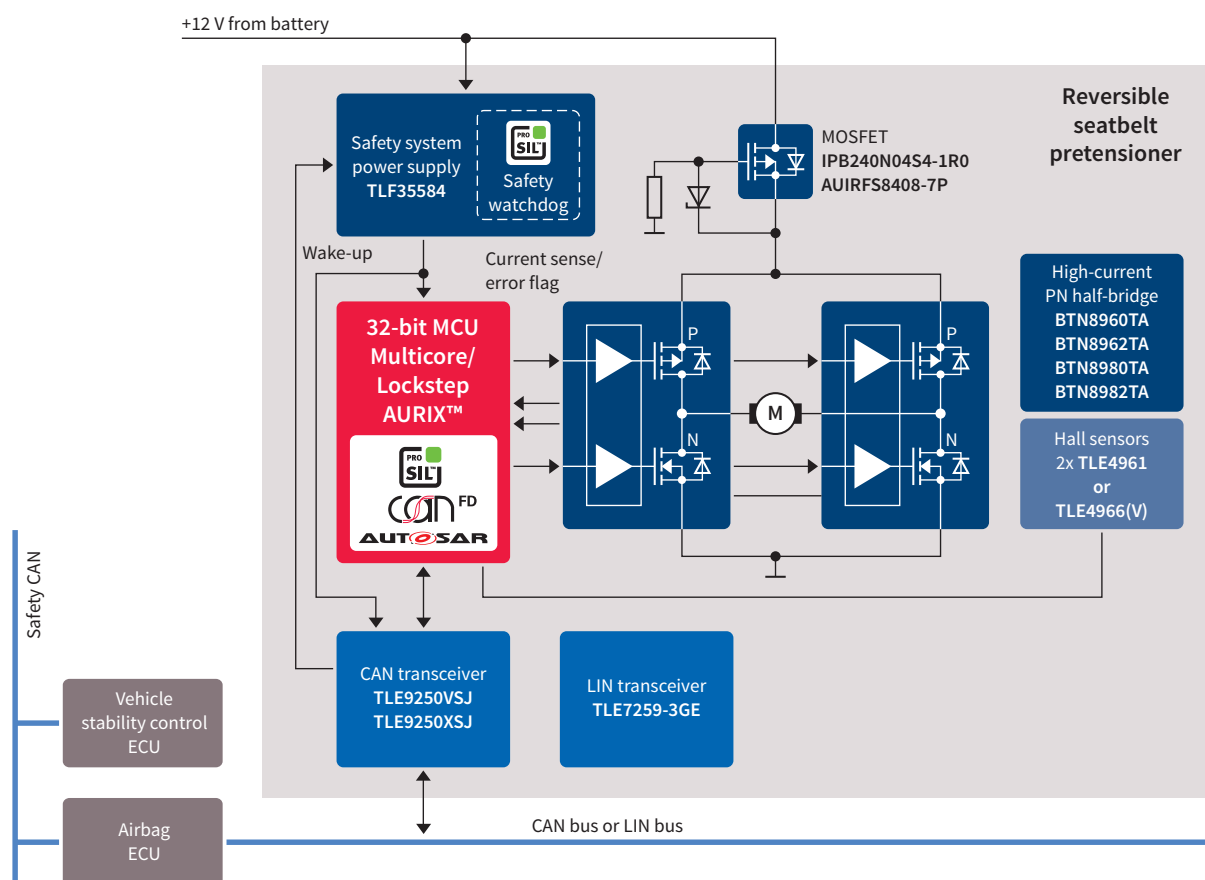 +12 V from battery
Reversible
seatbelt
pretensioner
Safety system
power supply
TLF35584
PRO
SIL™
Safety
watchdog
MOSFET
IPB240N04S4-1R0
AUIRFS8408-7P
Wake-up
Current sense/
error flag
32-bit MCU
Multicore/
Lockstep
AURIX™
PRO
SIL™
CAN FD
AUTOSAR
P
N
M
P
N
High-current
PN half-bridge
BTN8960TA
BTN8962TA
BTN8980TA
BTN8982TA
Hall sensors
2x TLE4961
or
TLE4966(V)
Safety CAN
CAN transceiver
TLE9250VSJ
TLE9250XSJ
LIN transceiver
TLE7259-3GE
Vehicle
stability control
ECU
Airbag
ECU
CAN bus or LIN bus